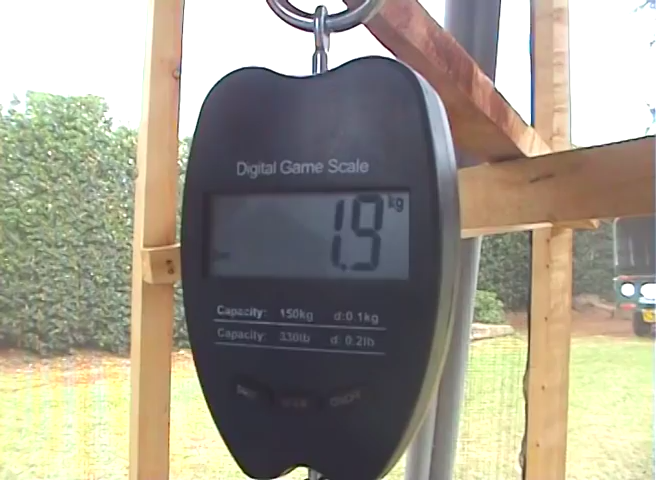 Digital Game Scale
1.9 kg
Capacity: 150kg d:0.1kg
Capacity: 330lb d: 0.2lb